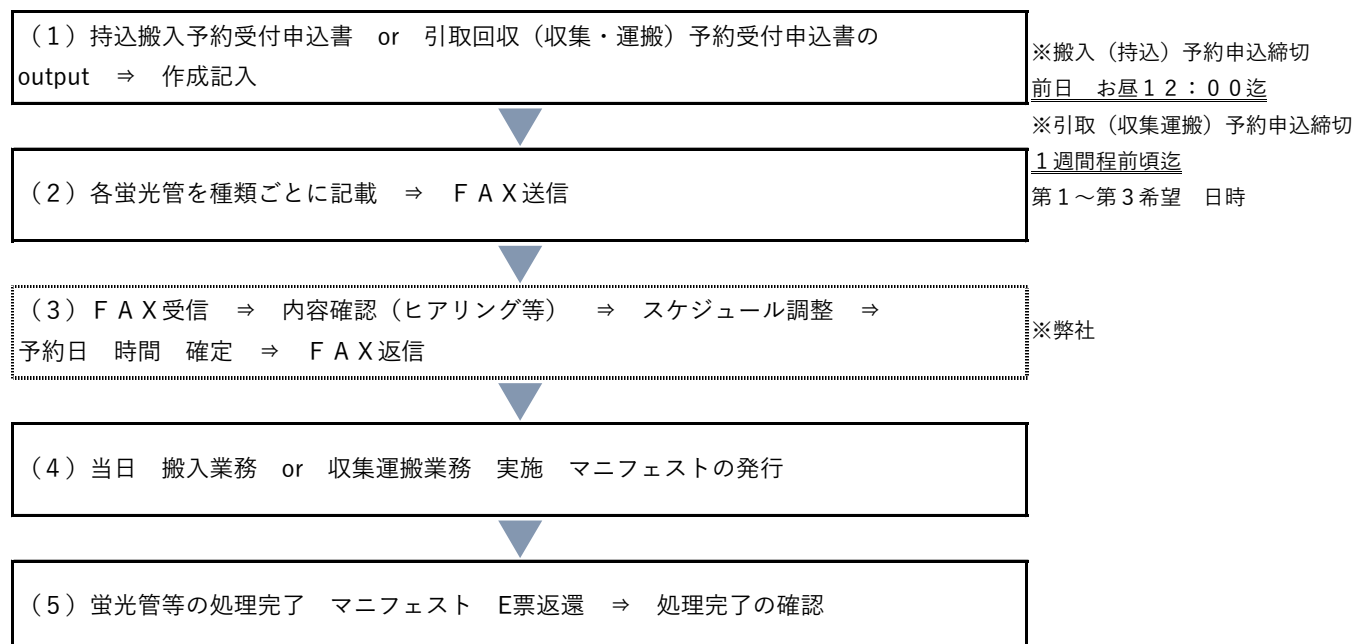 （１）持込搬入予約受付申込書　or　引取回収（収集・運搬）予約受付申込書の
output　⇒　作成記入
※搬入（持込）予約申込締切
前日　お昼１２：００迄
※引取（収集運搬）予約申込締切
１週間程前頃迄
第１～第３希望　日時
（２）各蛍光管を種類ごとに記載　⇒　ＦＡＸ送信
（３）ＦＡＸ受信　⇒　内容確認（ヒアリング等）　⇒　スケジュール調整　⇒
予約日　時間　確定　⇒　ＦＡＸ返信
※弊社
（４）当日　搬入業務　or　収集運搬業務　実施　マニフェストの発行
（５）蛍光管等の処理完了　マニフェスト　E票返還　⇒　処理完了の確認